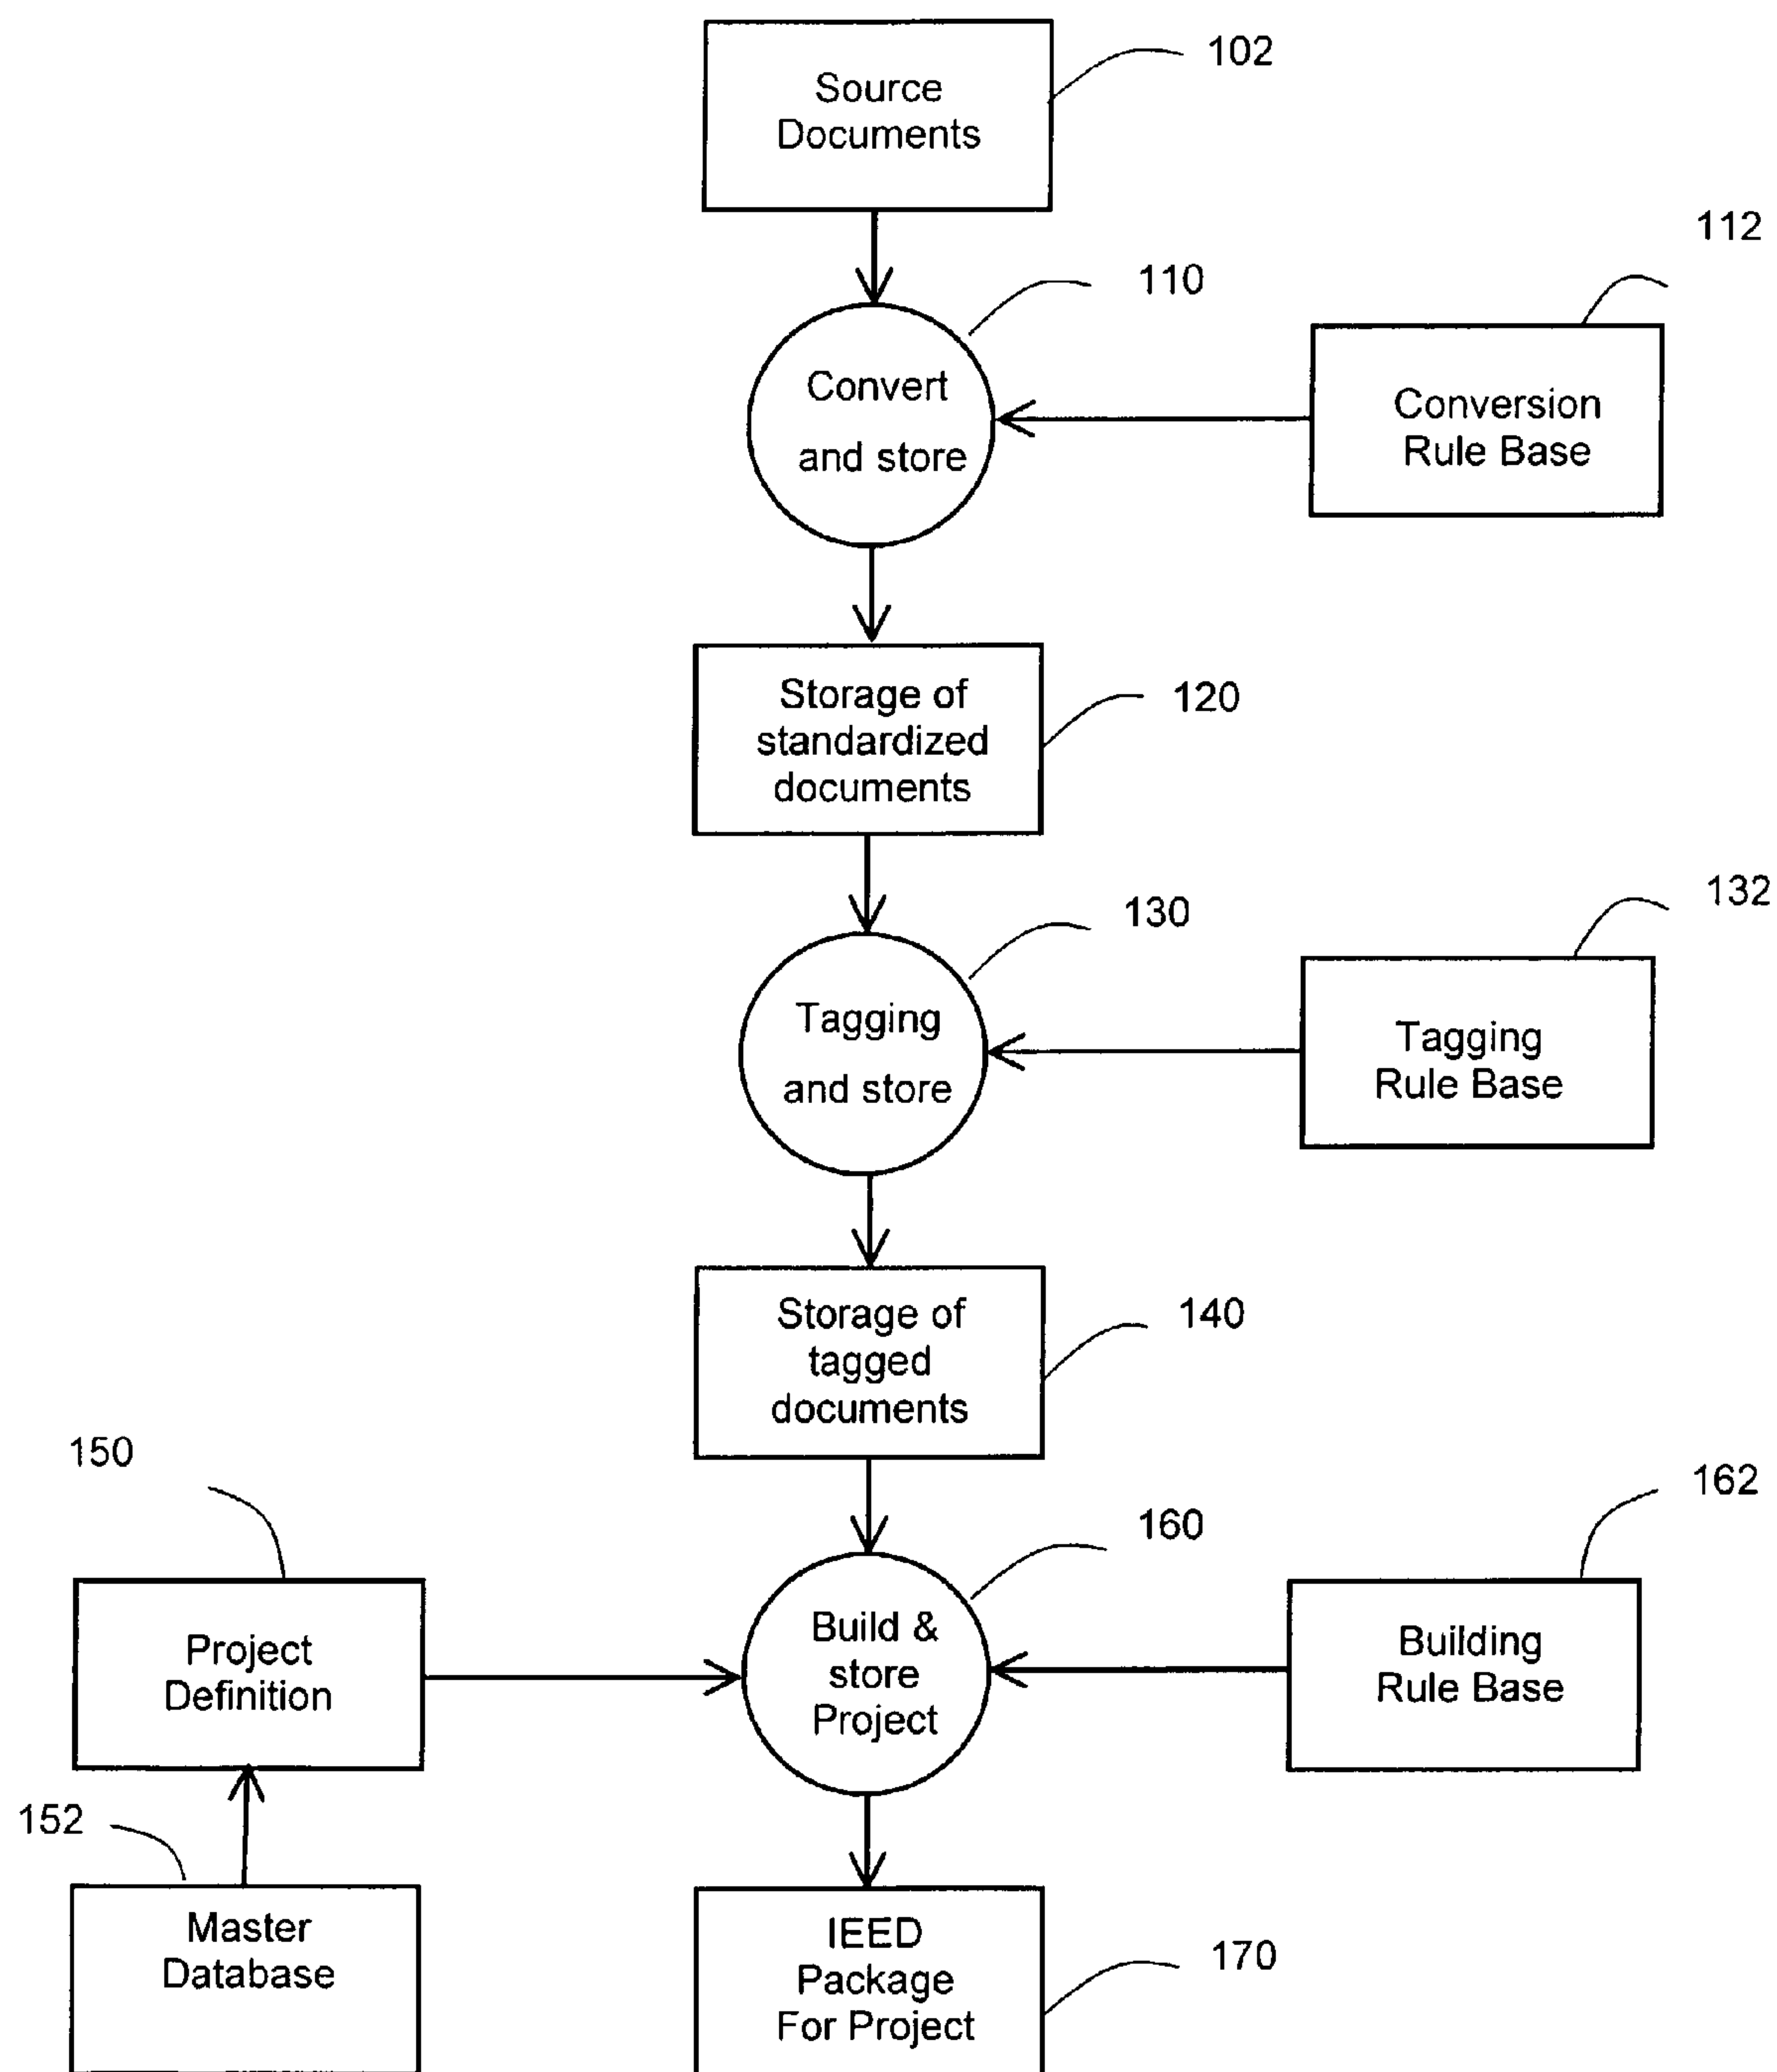 Source
Documents
102
112
110
Convert
and store
Conversion
Rule Base
Storage of
standardized
documents
120
130
132
Tagging
and store
Tagging
Rule Base
Storage of
tagged
documents
140
150
160
162
Project
Definition
Build &
store
Project
Building
Rule Base
152
Master
Database
IEED
Package
For Project
170